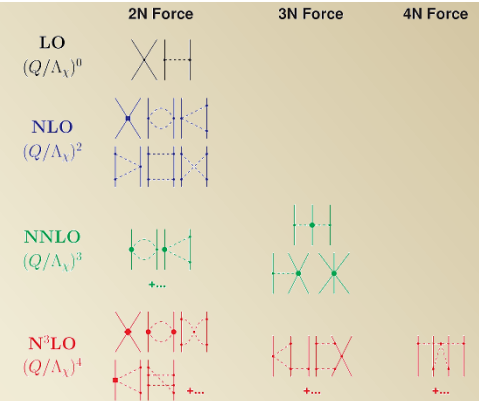 2N Force 3N Force 4N Force
LO
(Q/Λχ)⁰
NLO
(Q/Λχ)²
NNLO
(Q/Λχ)³
+...
N³LO
(Q/Λχ)⁴
+... +... +...